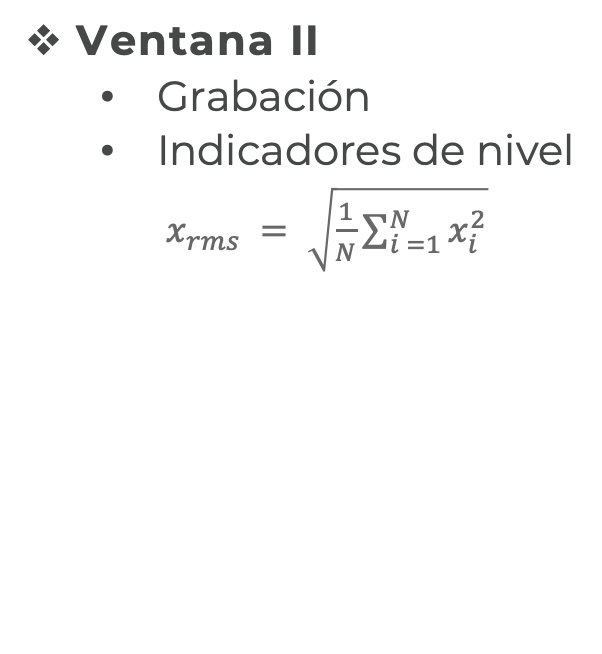 ❖ Ventana II
• Grabación
• Indicadores de nivel
x_rms = √(1/N ∑_{i=1}^{N} x_i^2)